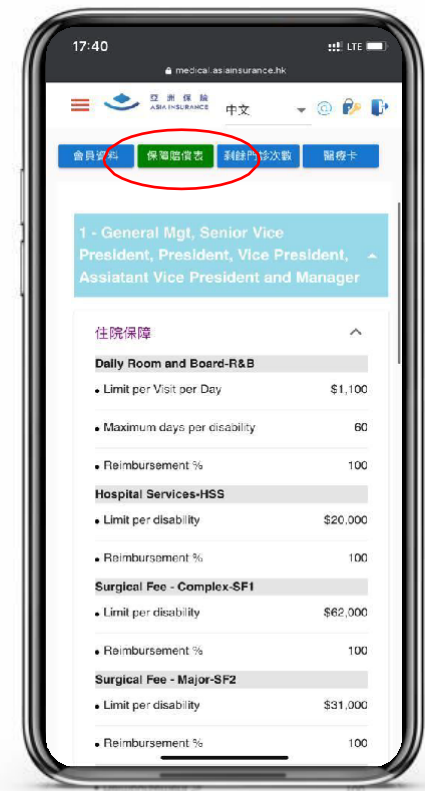 17:40
LTE
medical.asiainsurance.hk
亞洲保險
ASIA INSURANCE
中文
會員資料 保障賠償表 剩餘門診次數 醫療卡
1 - General Mgt, Senior Vice
President, President, Vice President,
Assiatant Vice President and Manager
住院保障
Daily Room and Board-R&B
• Limit per Visit per Day $1,100
• Maximum days per disability 60
• Reimbursement % 100
Hospital Services-HSS
• Limit per disability $20,000
• Reimbursement % 100
Surgical Fee - Complex-SF1
• Limit per disability $62,000
• Reimbursement % 100
Surgical Fee - Major-SF2
• Limit per disability $31,000
• Reimbursement % 100